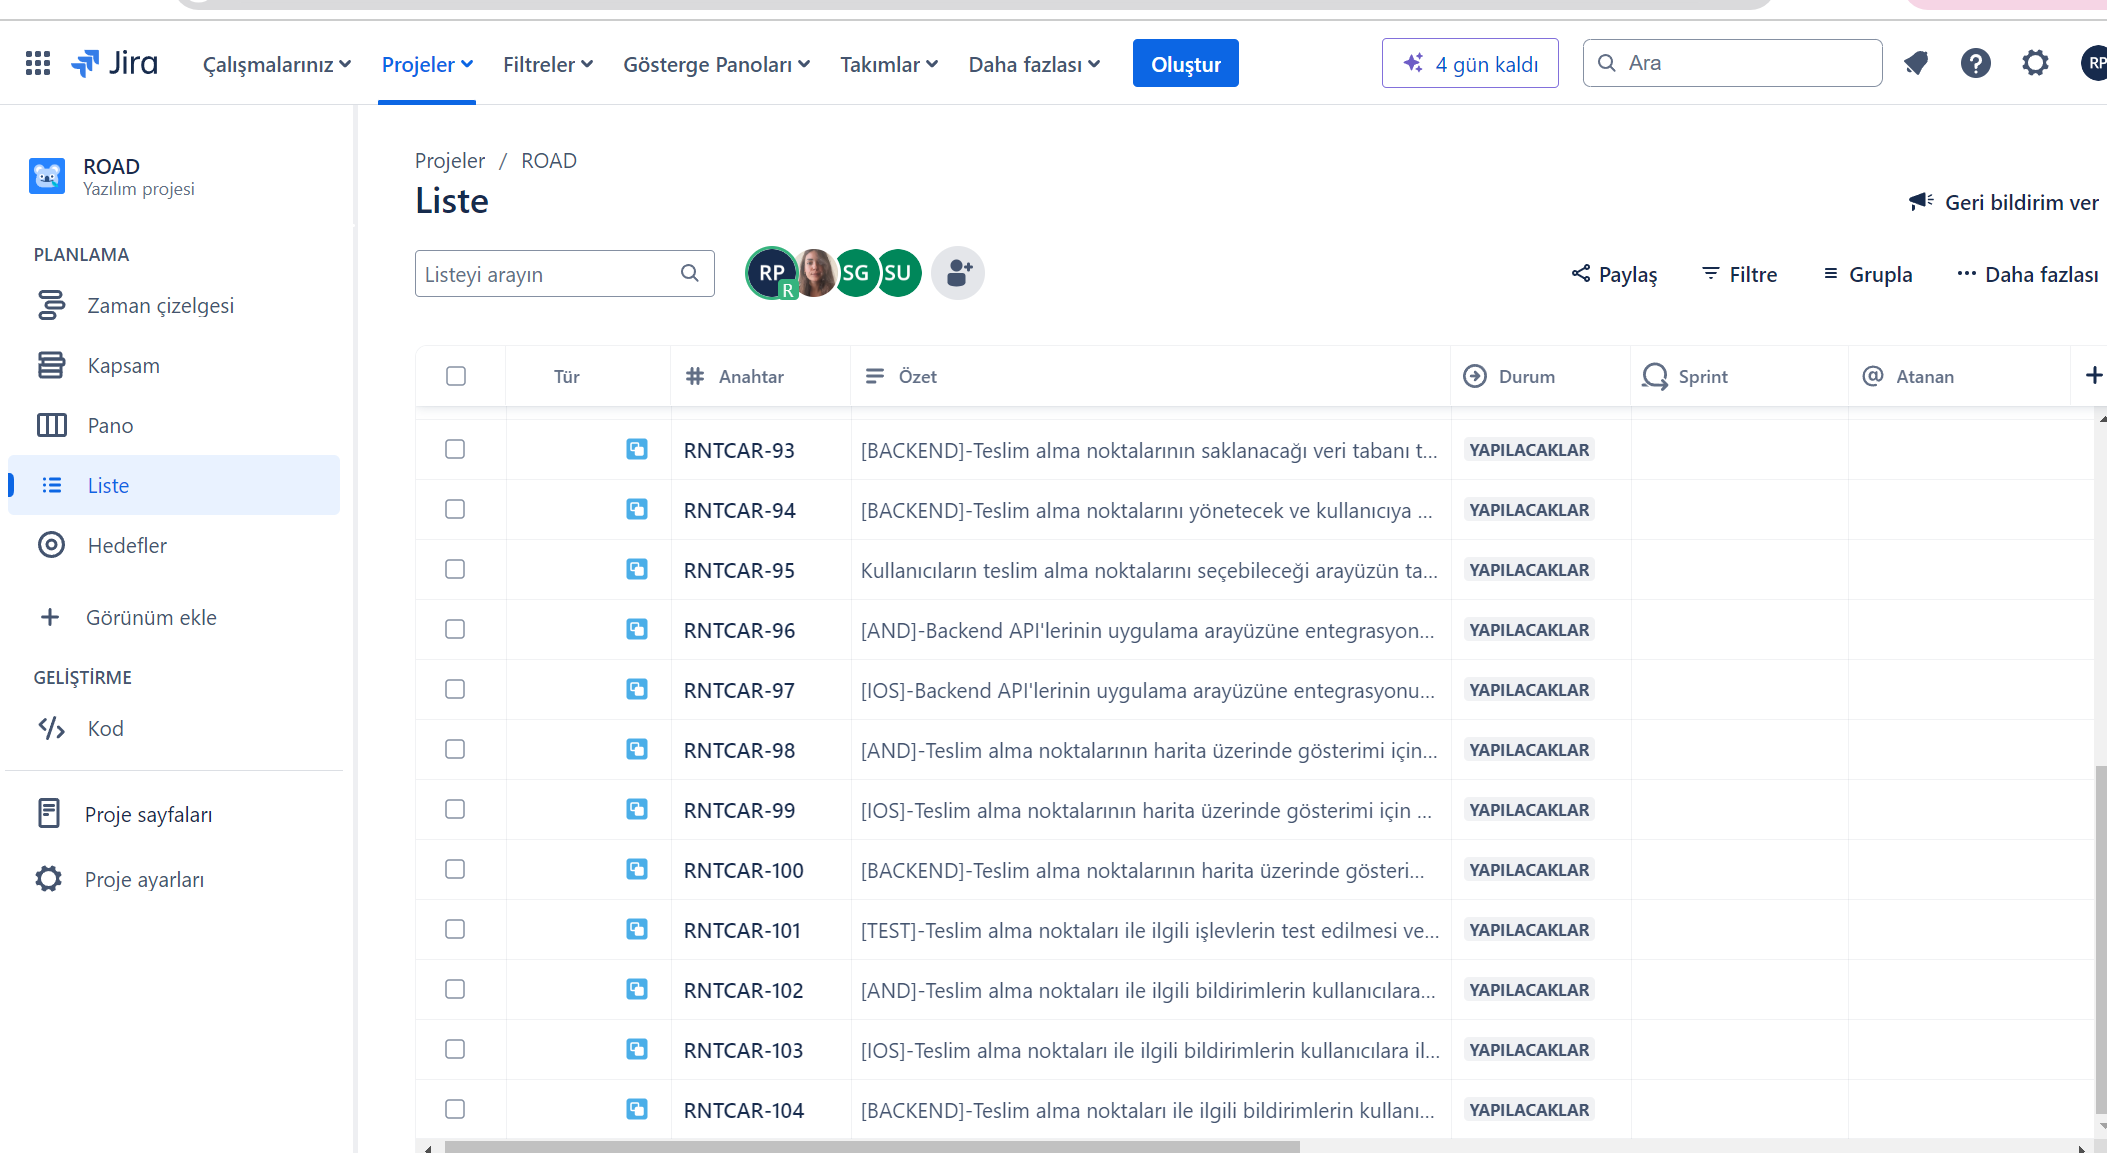 Jira
Çalışmalarınız
Projeler
Filtreler
Gösterge Panoları
Takımlar
Daha fazlası
Oluştur
4 gün kaldı
Ara
RP
ROAD
Yazılım projesi
PLANLAMA
Zaman çizelgesi
Kapsam
Pano
Liste
Hedefler
Görünüm ekle
GELİŞTİRME
Kod
Proje sayfaları
Proje ayarları
Projeler / ROAD
Liste
Geri bildirim ver
Listeyi arayın
RP
R
SG
SU
Paylaş
Filtre
Grupla
Daha fazlası
Tür # Anahtar Özet Durum Sprint @ Atanan +
RNTCAR-93 [BACKEND]-Teslim alma noktalarının saklanacağı veri tabanı t... YAPILACAKLAR
RNTCAR-94 [BACKEND]-Teslim alma noktalarını yönetecek ve kullanıcıya ... YAPILACAKLAR
RNTCAR-95 Kullanıcıların teslim alma noktalarını seçebileceği arayüzün ta... YAPILACAKLAR
RNTCAR-96 [AND]-Backend API'lerinin uygulama arayüzüne entegrasyon... YAPILACAKLAR
RNTCAR-97 [IOS]-Backend API'lerinin uygulama arayüzüne entegrasyonu... YAPILACAKLAR
RNTCAR-98 [AND]-Teslim alma noktalarının harita üzerinde gösterimi için... YAPILACAKLAR
RNTCAR-99 [IOS]-Teslim alma noktalarının harita üzerinde gösterimi için ... YAPILACAKLAR
RNTCAR-100 [BACKEND]-Teslim alma noktalarının harita üzerinde gösteri... YAPILACAKLAR
RNTCAR-101 [TEST]-Teslim alma noktaları ile ilgili işlevlerin test edilmesi ve... YAPILACAKLAR
RNTCAR-102 [AND]-Teslim alma noktaları ile ilgili bildirimlerin kullanıcılara... YAPILACAKLAR
RNTCAR-103 [IOS]-Teslim alma noktaları ile ilgili bildirimlerin kullanıcılara il... YAPILACAKLAR
RNTCAR-104 [BACKEND]-Teslim alma noktaları ile ilgili bildirimlerin kullanı... YAPILACAKLAR